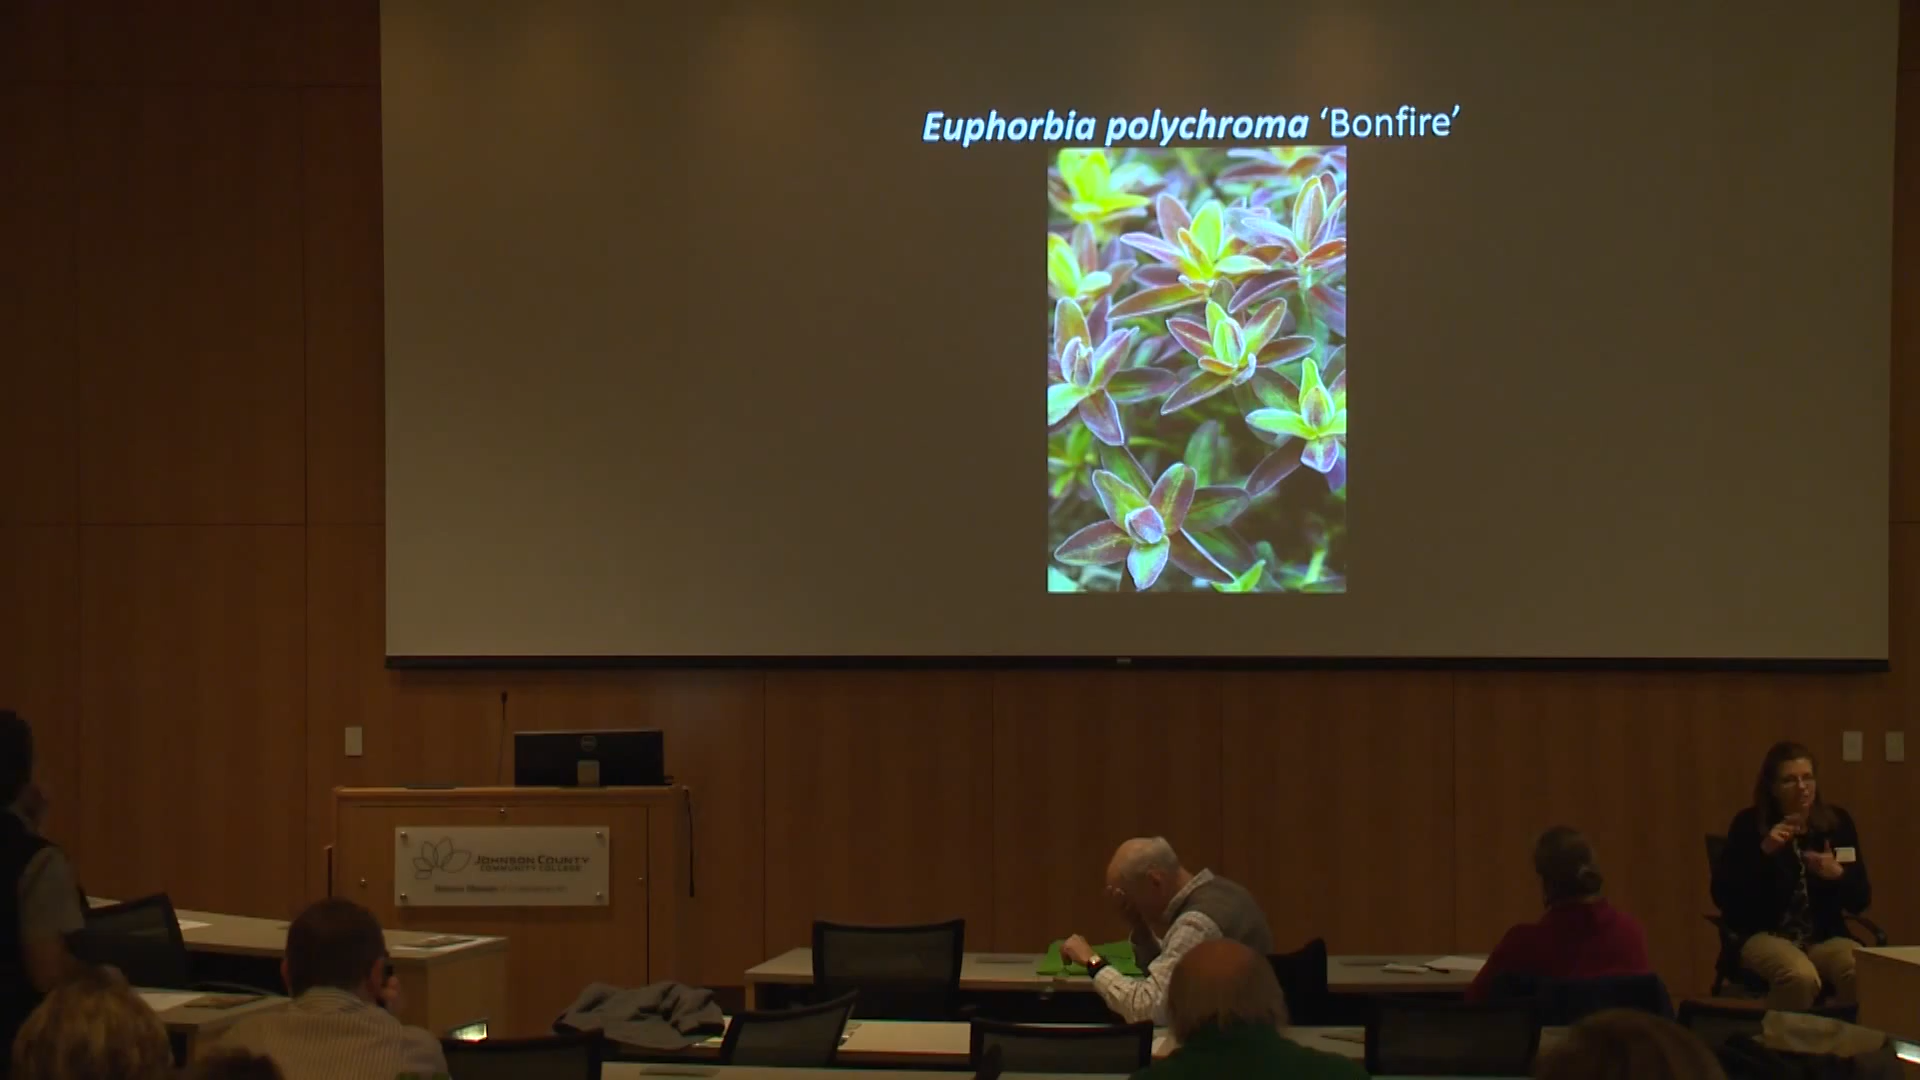 Euphorbia polychroma ‘Bonfire’
JOHNSON COUNTY
COMMUNITY COLLEGE